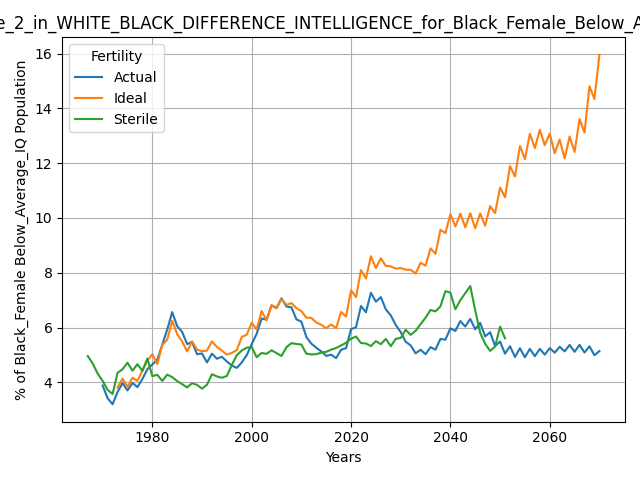 e_2_in_WHITE_BLACK_DIFFERENCE_INTELLIGENCE_for_Black_Female_Below_A
Fertility
Actual
Ideal
Sterile
% of Black_Female Below_Average_IQ Population
16
14
12
10
8
6
4
1980
2000
2020
2040
2060
Years